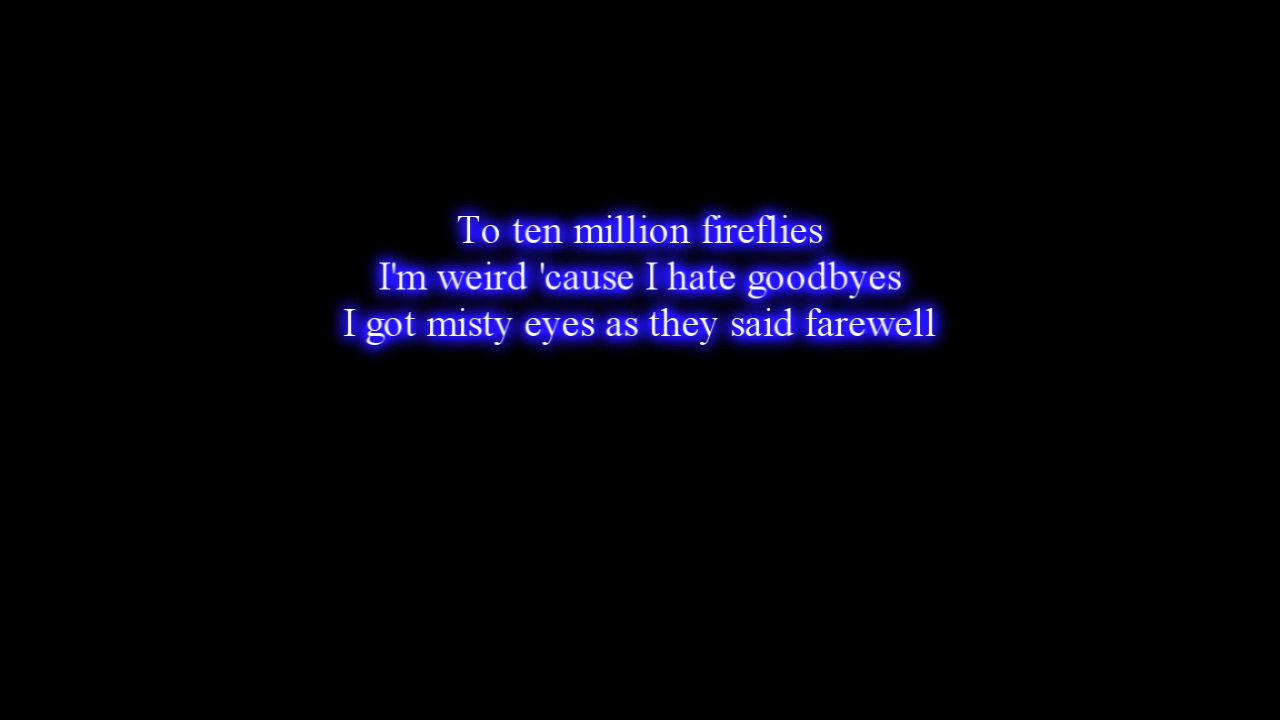 To ten million fireflies
I'm weird 'cause I hate goodbyes
I got misty eyes as they said farewell